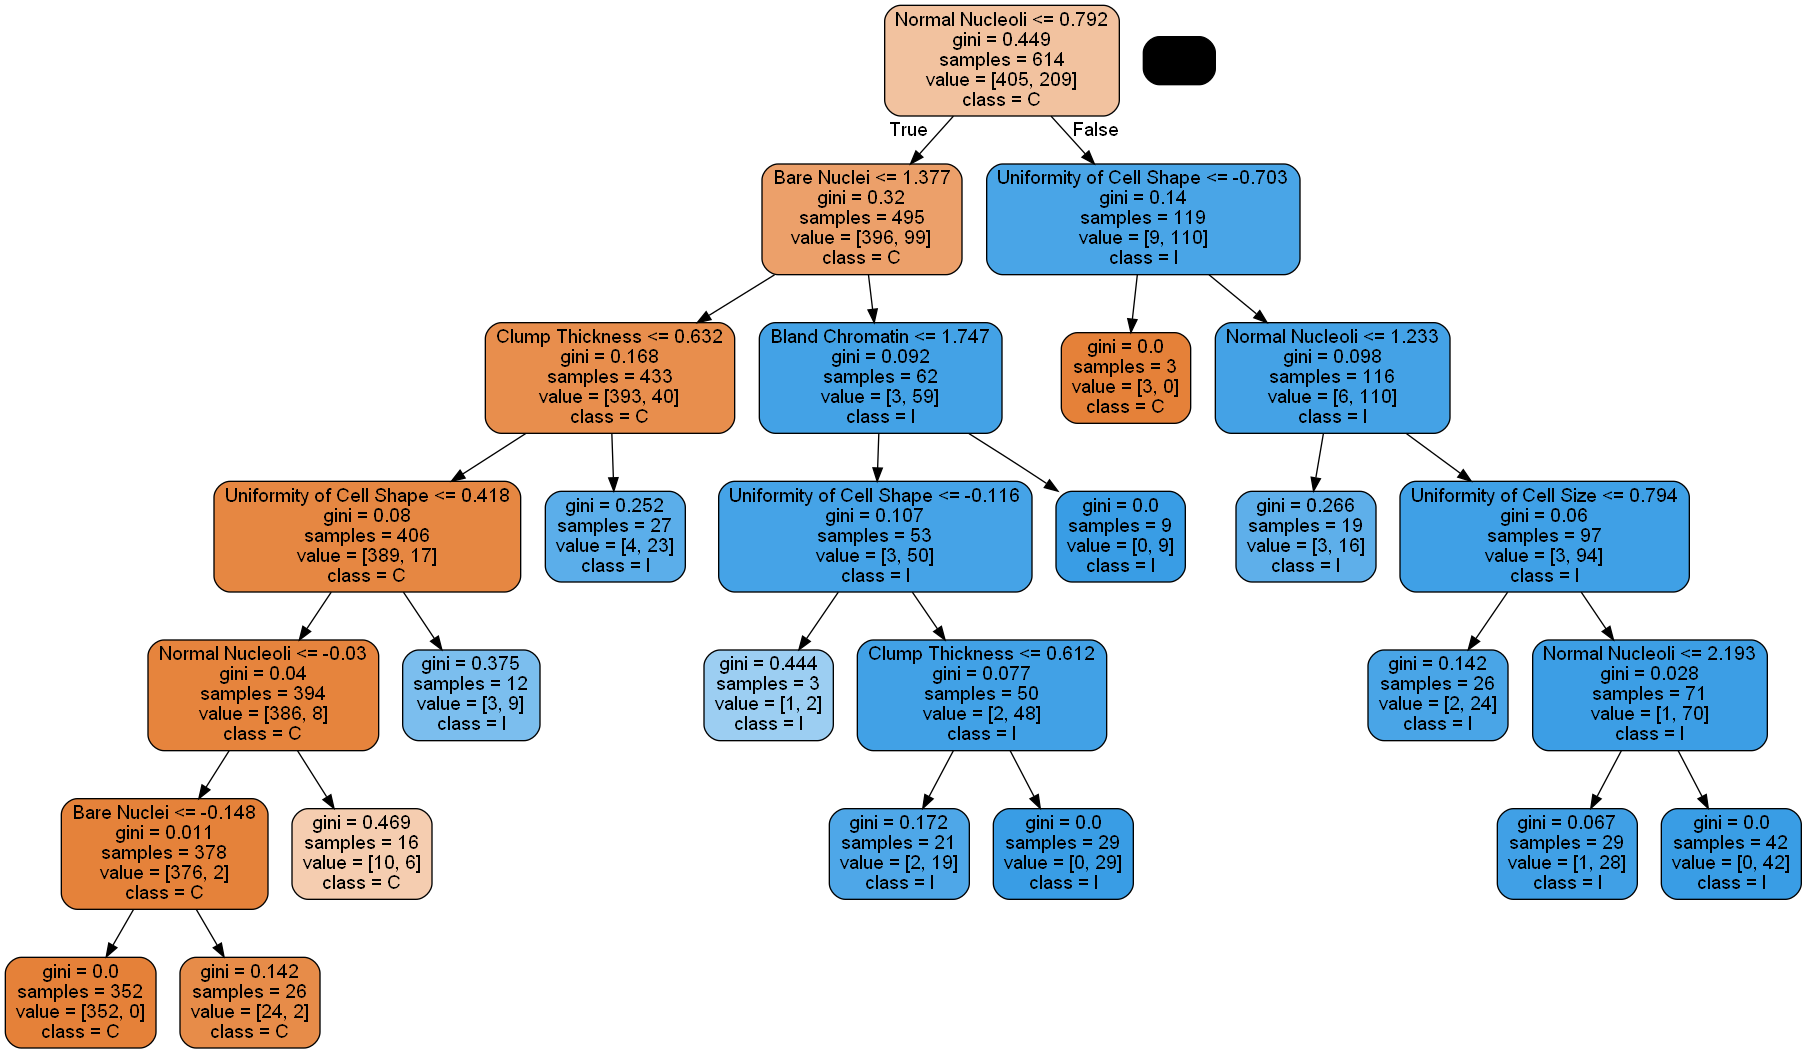 Normal Nucleoli <= 0.792
gini = 0.449
samples = 614
value = [405, 209]
class = C
True
False
Bare Nuclei <= 1.377
gini = 0.32
samples = 495
value = [396, 99]
class = C
Uniformity of Cell Shape <= -0.703
gini = 0.14
samples = 119
value = [9, 110]
class = I
Clump Thickness <= 0.632
gini = 0.168
samples = 433
value = [393, 40]
class = C
Bland Chromatin <= 1.747
gini = 0.092
samples = 62
value = [3, 59]
class = I
gini = 0.0
samples = 3
value = [3, 0]
class = C
Normal Nucleoli <= 1.233
gini = 0.098
samples = 116
value = [6, 110]
class = I
Uniformity of Cell Shape <= 0.418
gini = 0.08
samples = 406
value = [389, 17]
class = C
gini = 0.252
samples = 27
value = [4, 23]
class = I
Uniformity of Cell Shape <= -0.116
gini = 0.107
samples = 53
value = [3, 50]
class = I
gini = 0.0
samples = 9
value = [0, 9]
class = I
gini = 0.266
samples = 19
value = [3, 16]
class = I
Uniformity of Cell Size <= 0.794
gini = 0.06
samples = 97
value = [3, 94]
class = I
Normal Nucleoli <= -0.03
gini = 0.04
samples = 394
value = [386, 8]
class = C
gini = 0.375
samples = 12
value = [3, 9]
class = I
gini = 0.444
samples = 3
value = [1, 2]
class = I
Clump Thickness <= 0.612
gini = 0.077
samples = 50
value = [2, 48]
class = I
gini = 0.142
samples = 26
value = [2, 24]
class = I
Normal Nucleoli <= 2.193
gini = 0.028
samples = 71
value = [1, 70]
class = I
Bare Nuclei <= -0.148
gini = 0.011
samples = 378
value = [376, 2]
class = C
gini = 0.469
samples = 16
value = [10, 6]
class = C
gini = 0.172
samples = 21
value = [2, 19]
class = I
gini = 0.0
samples = 29
value = [0, 29]
class = I
gini = 0.067
samples = 29
value = [1, 28]
class = I
gini = 0.0
samples = 42
value = [0, 42]
class = I
gini = 0.0
samples = 352
value = [352, 0]
class = C
gini = 0.142
samples = 26
value = [24, 2]
class = C